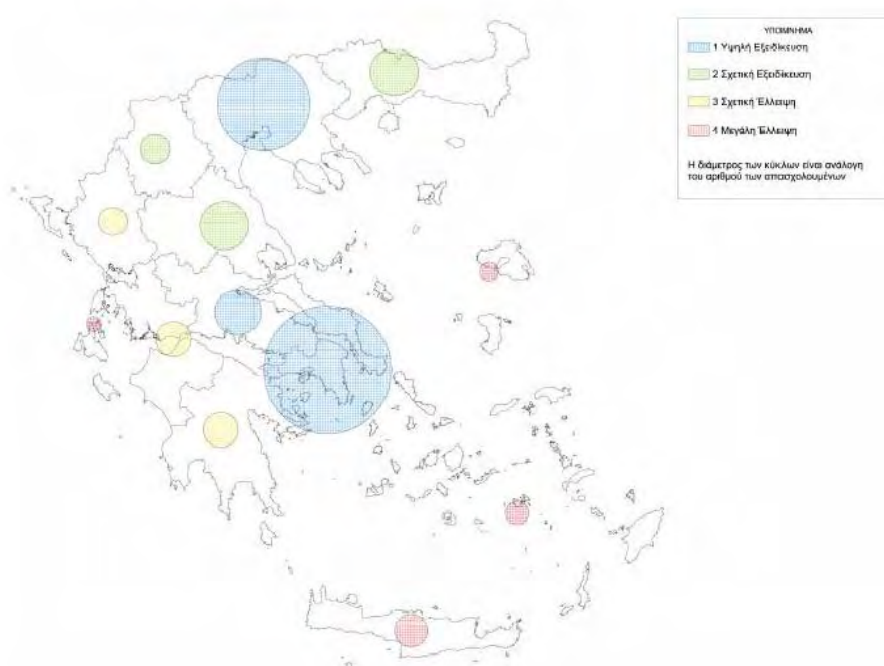 ΥΠΟΜΝΗΜΑ
1 Υψηλή Εξειδίκευση
2 Σχετική Εξειδίκευση
3 Σχετική Έλλειψη
4 Μεγάλη Έλλειψη
Η διάμετρος των κύκλων είναι ανάλογη
του αριθμού των απασχολουμένων